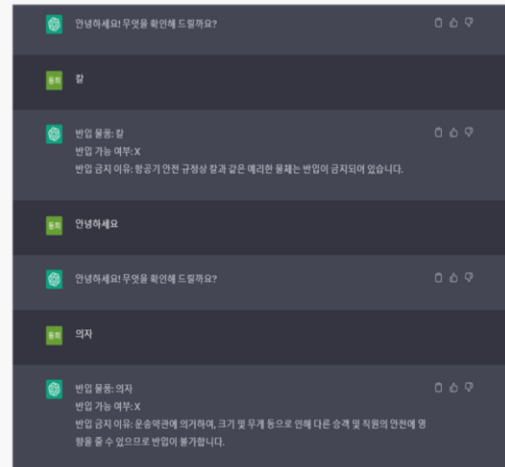 안녕하세요! 무엇을 확인해 드릴까요?
동희 칼
반입 물품: 칼
반입 가능 여부: X
반입 금지 이유: 항공기 안전 규정상 칼과 같은 예리한 물체는 반입이 금지되어 있습니다.
동희 안녕하세요
안녕하세요! 무엇을 확인해 드릴까요?
동희 의자
반입 물품: 의자
반입 가능 여부: X
반입 금지 이유: 운송약관에 의거하여, 크기 및 무게 등으로 인해 다른 승객 및 직원의 안전에 영
향을 줄 수 있으므로 반입이 불가합니다.